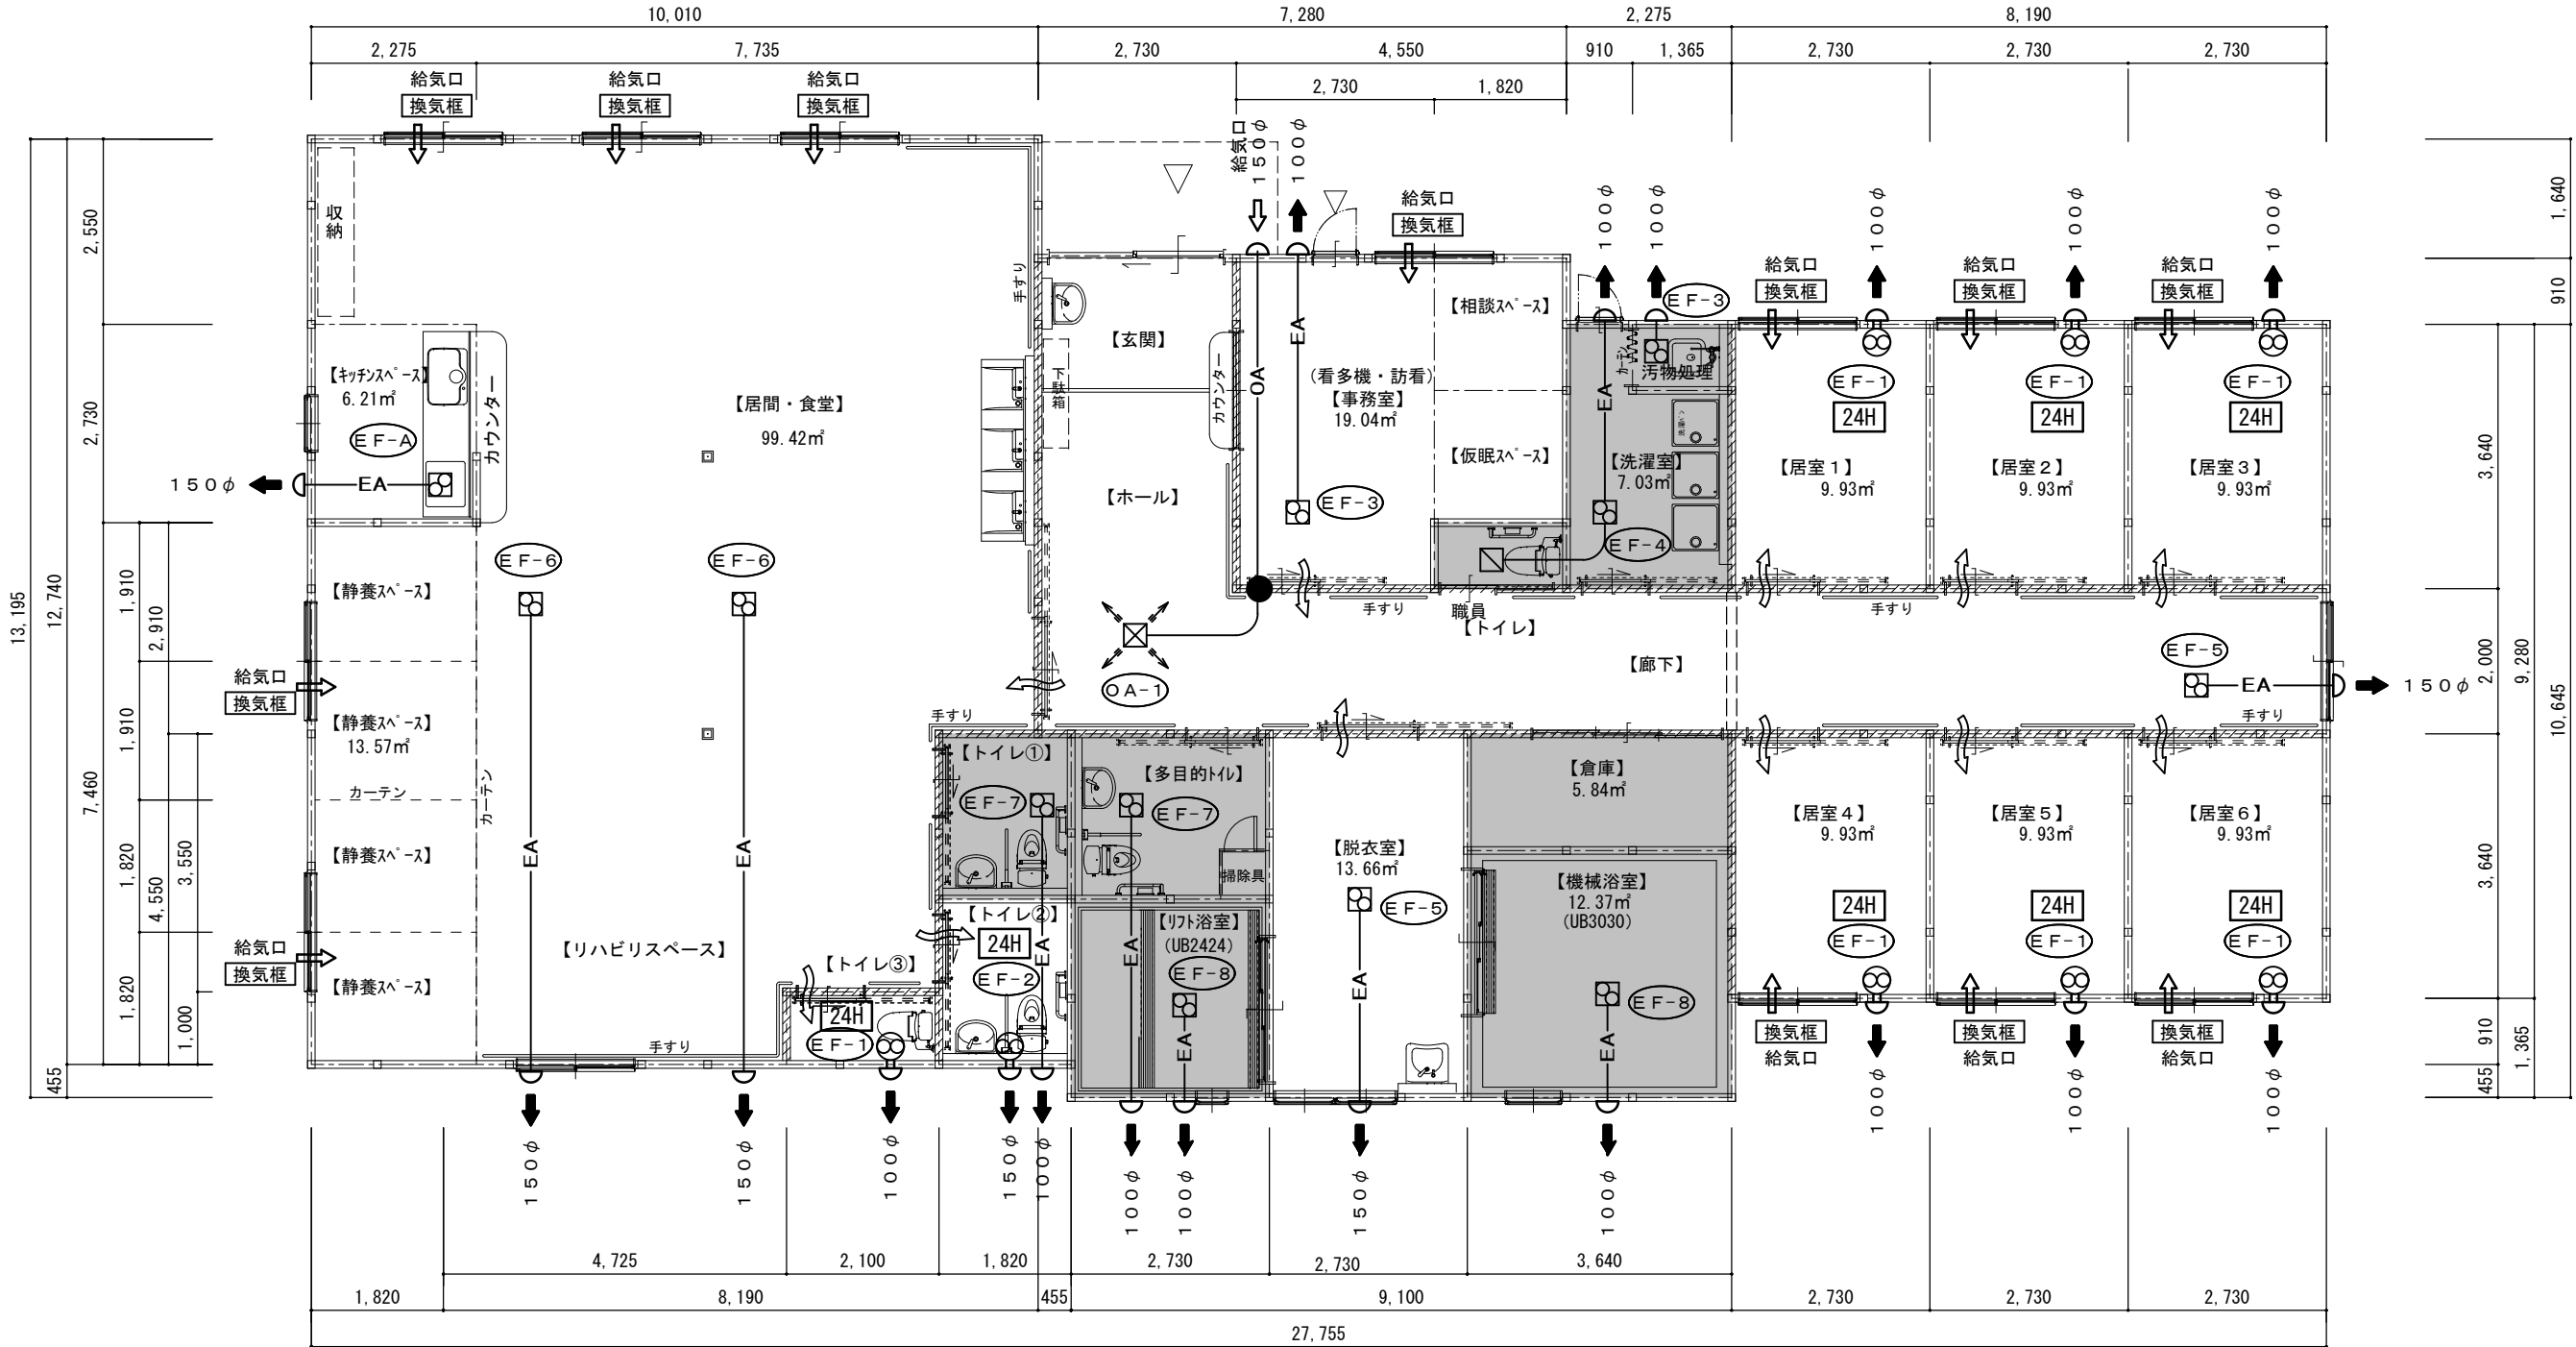 10,010
7,280
2,275
8,190
2,275
7,735
2,730
4,550
910
1,365
2,730
2,730
2,730
2,730
1,820
給気口
換気框
給気口
換気框
給気口
換気框
給気口
150φ
100φ
給気口
換気框
100φ
100φ
100φ
100φ
100φ
給気口
換気框
給気口
換気框
給気口
換気框
13,195
12,740
2,550
2,730
7,460
455
1,910
1,910
1,820
1,820
2,910
4,550
3,550
1,000
1,640
910
3,640
2,000
3,640
910
455
9,280
1,365
10,645
収納
手すり
【キッチンスペース】
6.21㎡
EF-A
カウンター
EA
150φ
【居間・食堂】
99.42㎡
【玄関】
下駄箱
カウンター
【ホール】
OA
EA
(看多機・訪看)
【事務室】
19.04㎡
EF-3
【相談スペース】
【仮眠スペース】
EF-3
カーテン
汚物処理
EA
【洗濯室】
7.03㎡
洗濯パン
EF-4
EF-1
24H
【居室1】
9.93㎡
EF-1
24H
【居室2】
9.93㎡
EF-1
24H
【居室3】
9.93㎡
EF-6
EF-6
【静養スペース】
給気口
換気框
【静養スペース】
13.57㎡
カーテン
カーテン
【静養スペース】
給気口
換気框
【静養スペース】
EA
EA
【リハビリスペース】
手すり
OA-1
手すり
職員
【トイレ】
手すり
【廊下】
EF-5
EA
150φ
手すり
手すり
【トイレ①】
EF-7
【多目的トイレ】
EF-7
掃除具
【トイレ②】
24H
EF-2
EA
EA
【リフト浴室】
(UB2424)
EF-8
EA
【トイレ③】
24H
EF-1
【脱衣室】
13.66㎡
EF-5
EA
【倉庫】
5.84㎡
【機械浴室】
12.37㎡
(UB3030)
EF-8
EA
【居室4】
9.93㎡
24H
EF-1
【居室5】
9.93㎡
24H
EF-1
【居室6】
9.93㎡
24H
EF-1
換気框
給気口
換気框
給気口
換気框
給気口
100φ
100φ
100φ
150φ
150φ
100φ
150φ
100φ
100φ
100φ
150φ
100φ
4,725
2,100
1,820
2,730
2,730
3,640
1,820
8,190
455
9,100
2,730
2,730
2,730
27,755